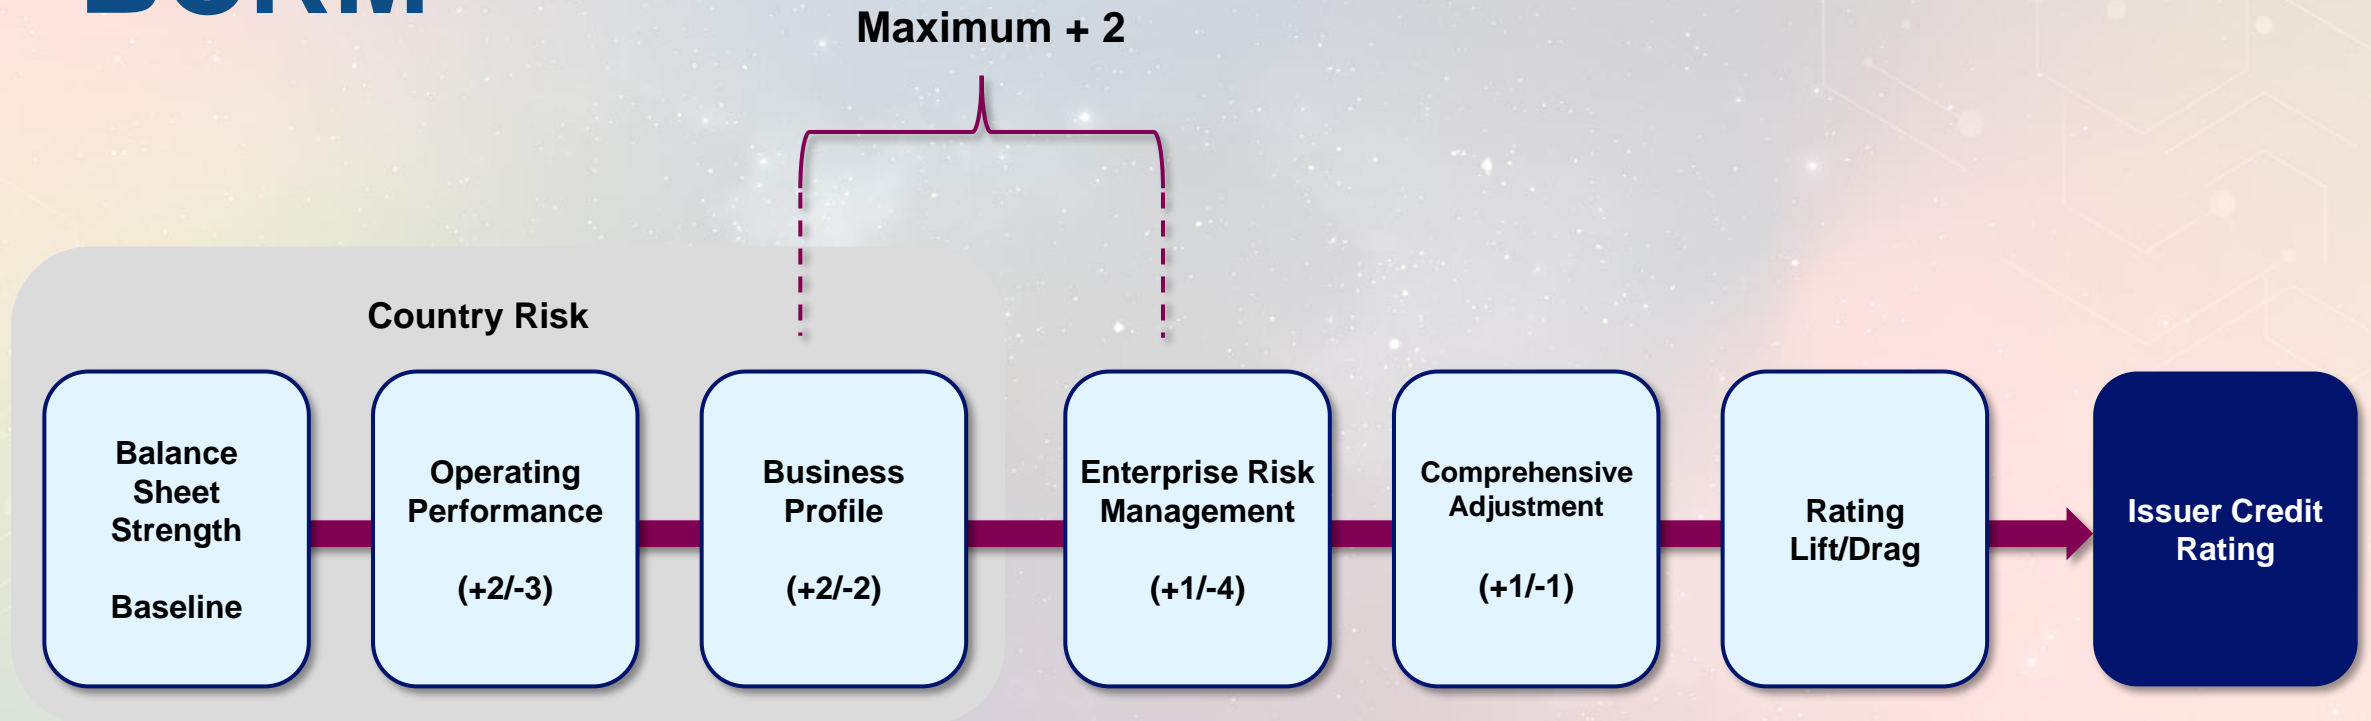 Maximum + 2
Country Risk
Balance
Sheet
Strength
Baseline
Operating
Performance
(+2/-3)
Business
Profile
(+2/-2)
Enterprise Risk
Management
(+1/-4)
Comprehensive
Adjustment
(+1/-1)
Rating
Lift/Drag
Issuer Credit
Rating